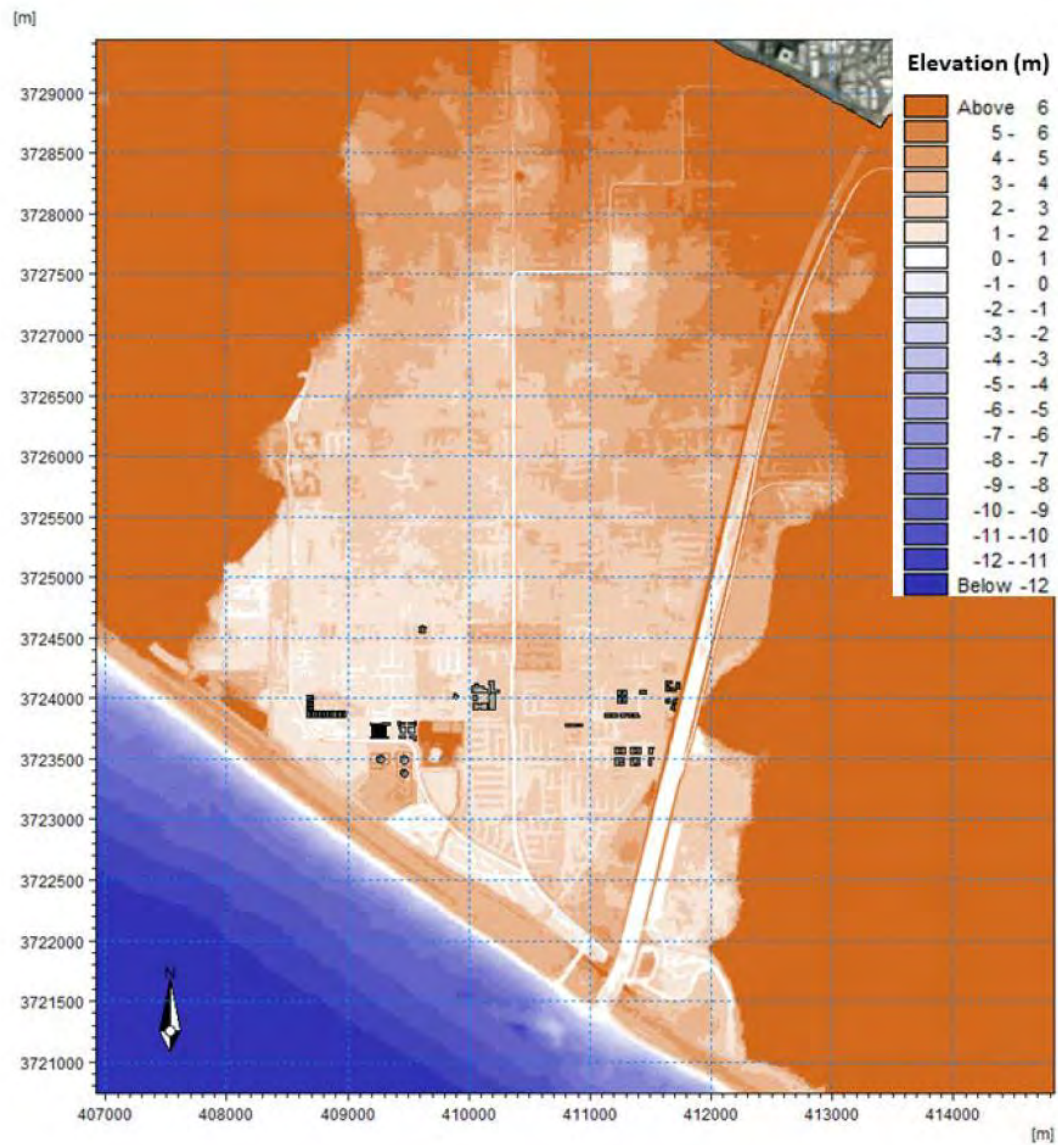 [m]
Elevation (m)
Above 6
5 - 6
4 - 5
3 - 4
2 - 3
1 - 2
0 - 1
-1 - 0
-2 - -1
-3 - -2
-4 - -3
-5 - -4
-6 - -5
-7 - -6
-8 - -7
-9 - -8
-10 - -9
-11 - -10
-12 - -11
Below -12
3729000
3728500
3728000
3727500
3727000
3726500
3726000
3725500
3725000
3724500
3724000
3723500
3723000
3722500
3722000
3721500
3721000
N
407000 408000 409000 410000 411000 412000 413000 414000
[m]